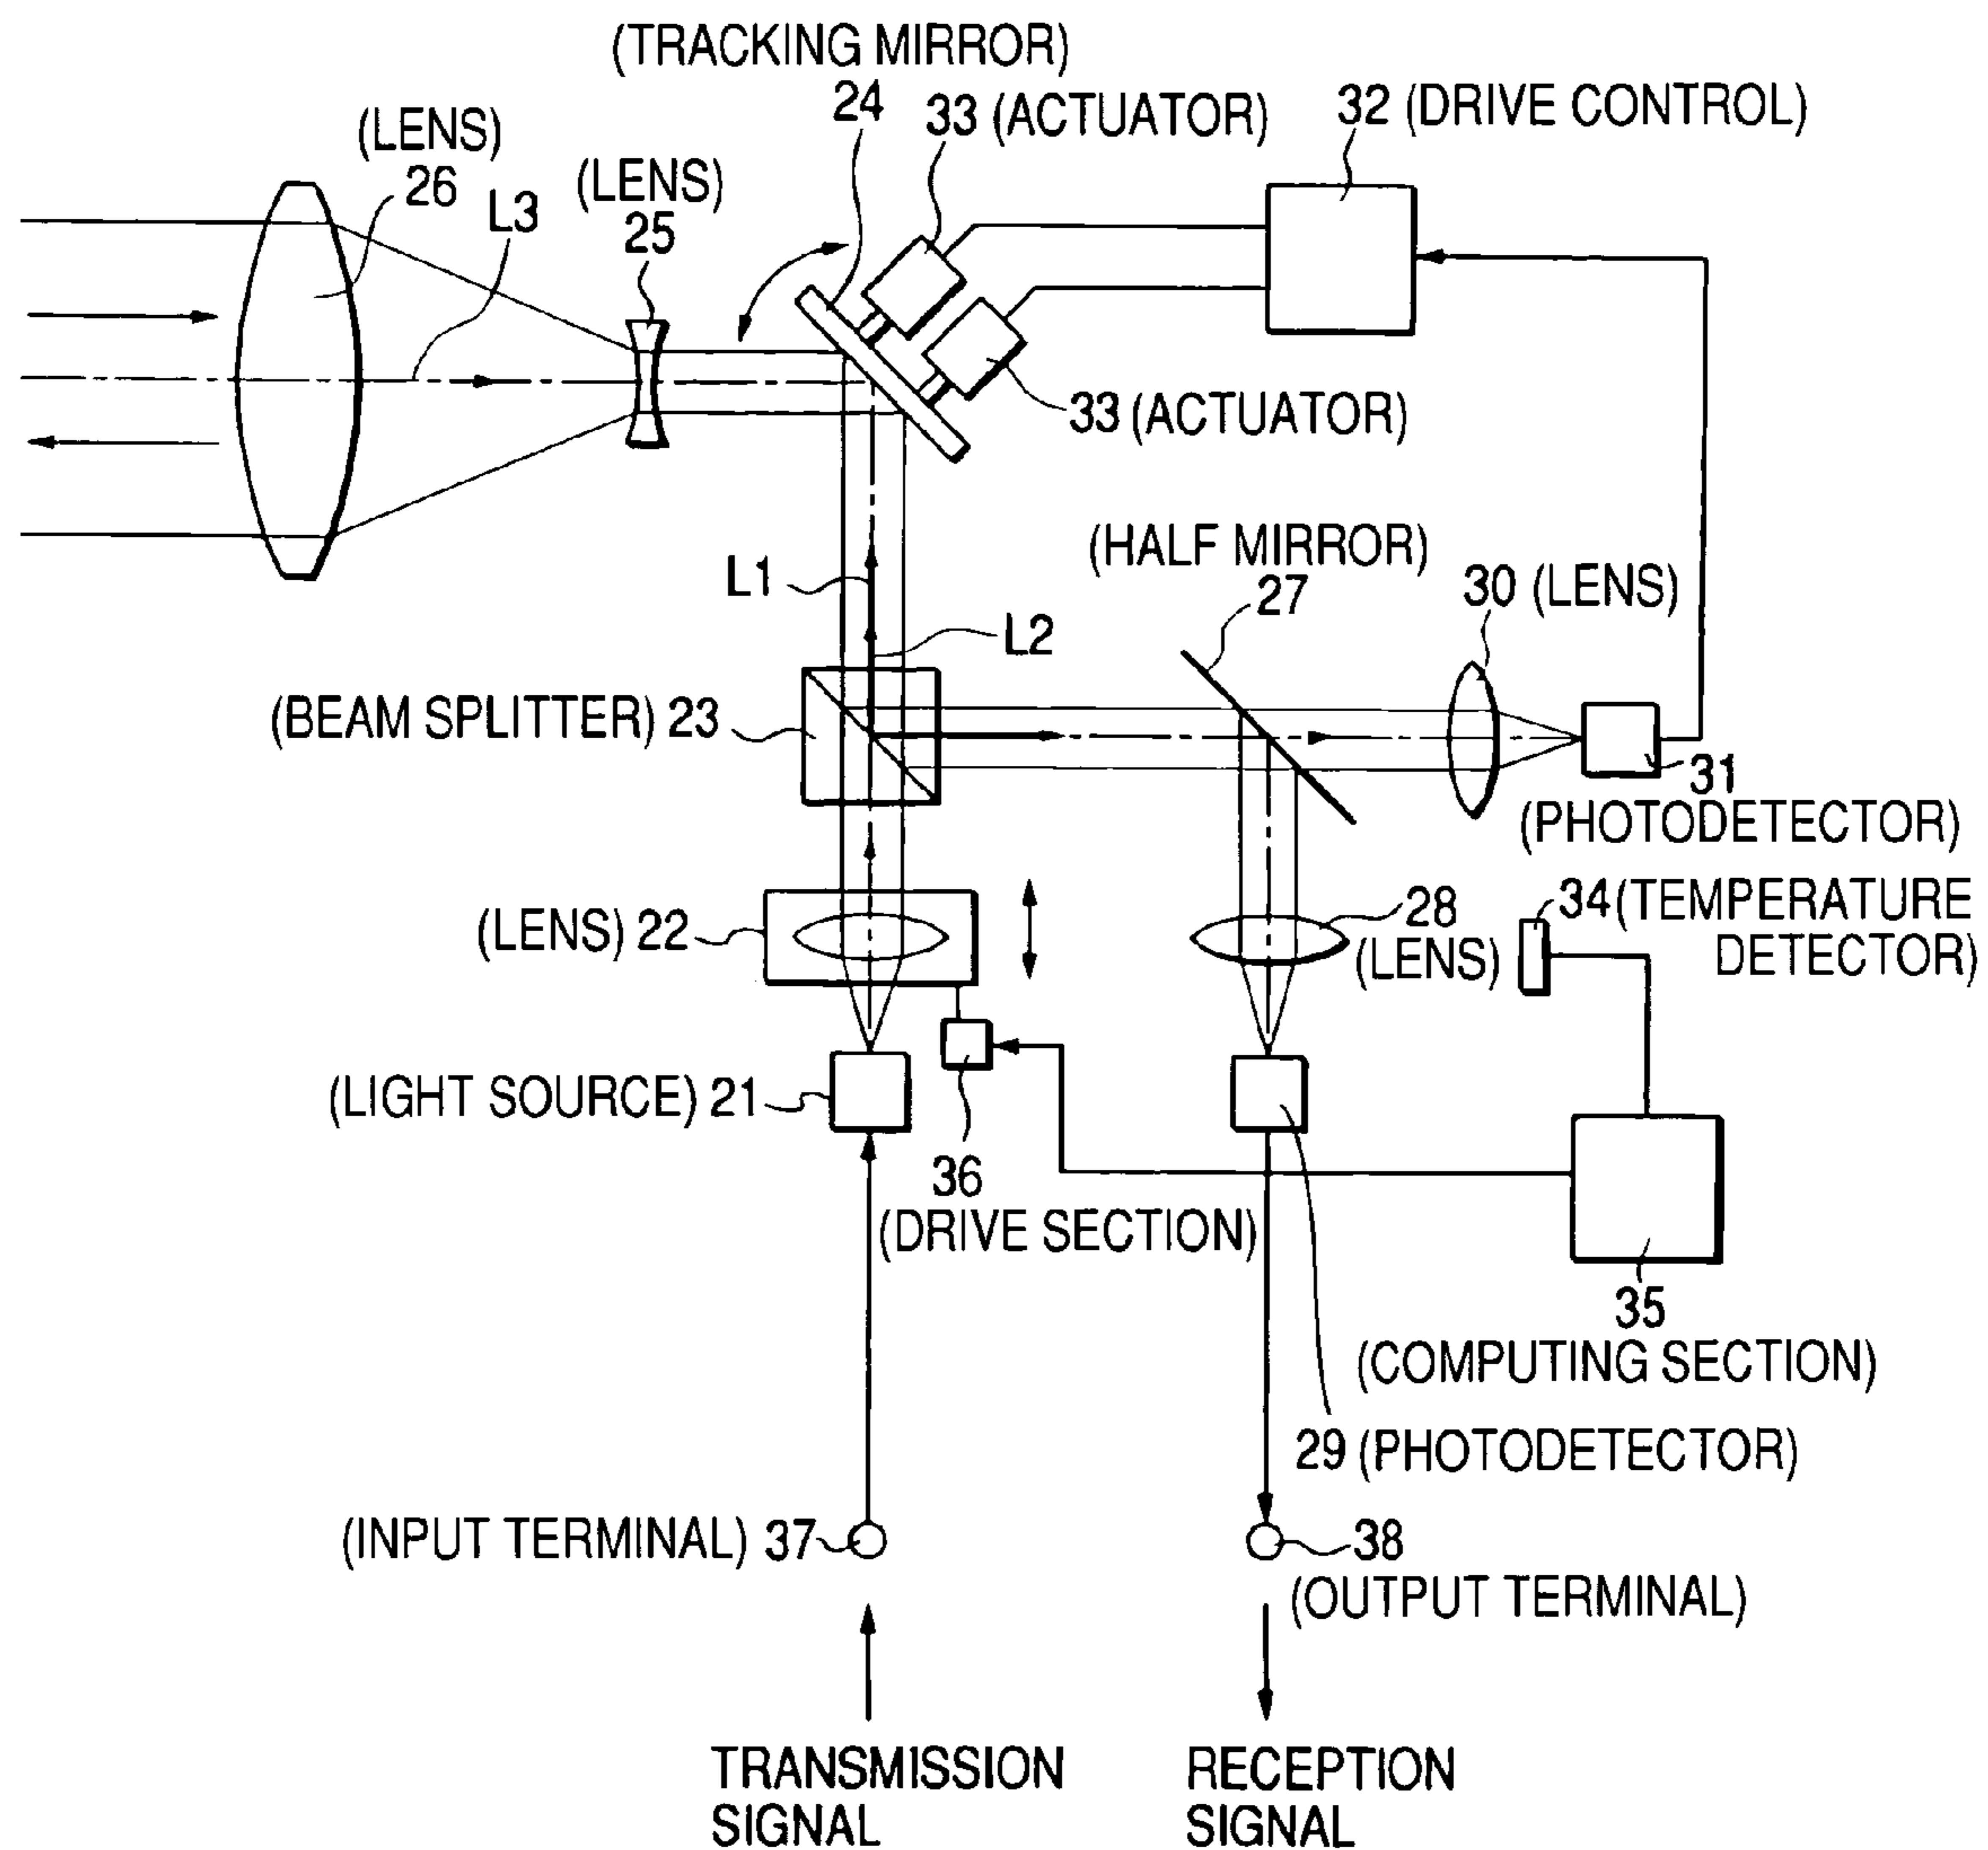 (TRACKING MIRROR)
24
33 (ACTUATOR)
32 (DRIVE CONTROL)
(LENS)
26
L3
(LENS)
25
33 (ACTUATOR)
(HALF MIRROR)
27
30 (LENS)
L1
L2
(BEAM SPLITTER) 23
31
(PHOTODETECTOR)
(LENS) 22
28
(LENS)
34 (TEMPERATURE
DETECTOR)
(LIGHT SOURCE) 21
36
(DRIVE SECTION)
35
(COMPUTING SECTION)
29 (PHOTODETECTOR)
(INPUT TERMINAL) 37
38
(OUTPUT TERMINAL)
TRANSMISSION
SIGNAL
RECEPTION
SIGNAL